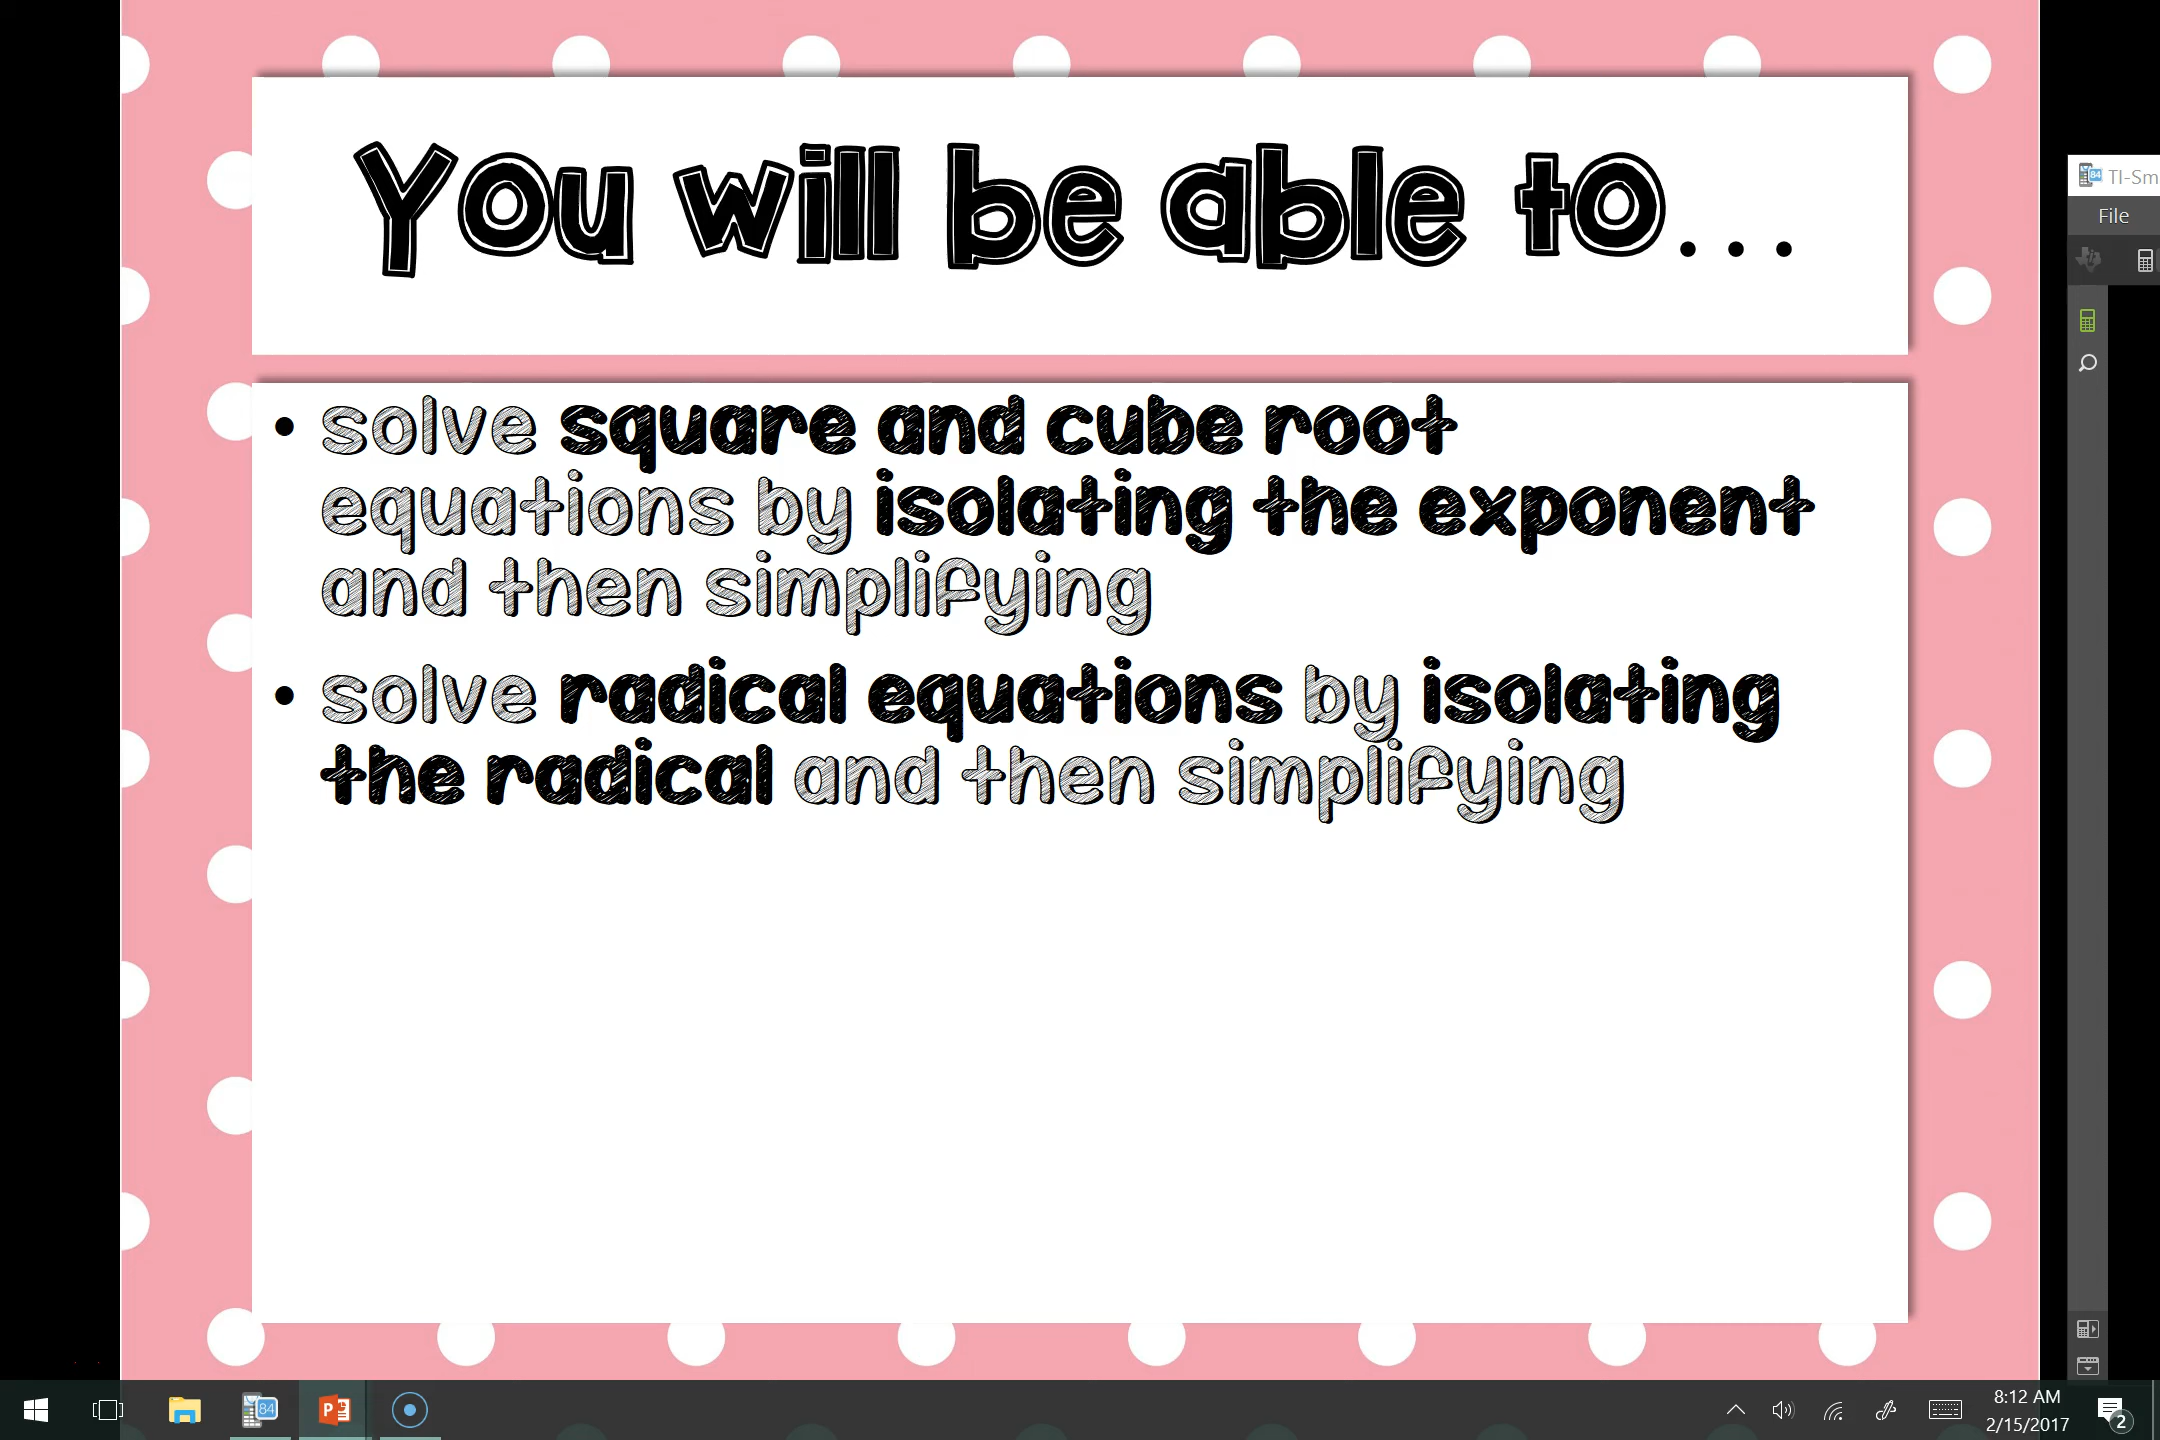 You will be able to...
• solve square and cube root
equations by isolating the exponent
and then simplifying
• solve radical equations by isolating
the radical and then simplifying
TI-Sm
File
84
84
P
8:12 AM
2/15/2017
2